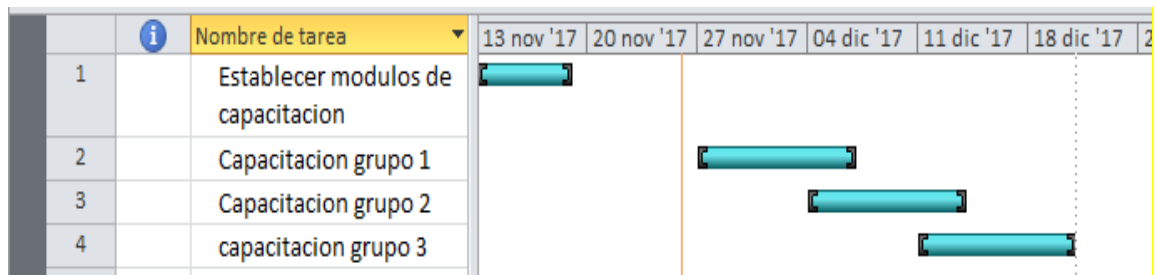 Nombre de tarea
13 nov '17 20 nov '17 27 nov '17 04 dic '17 11 dic '17 18 dic '17 2
1 Establecer modulos de
capacitacion
2 Capacitacion grupo 1
3 Capacitacion grupo 2
4 capacitacion grupo 3